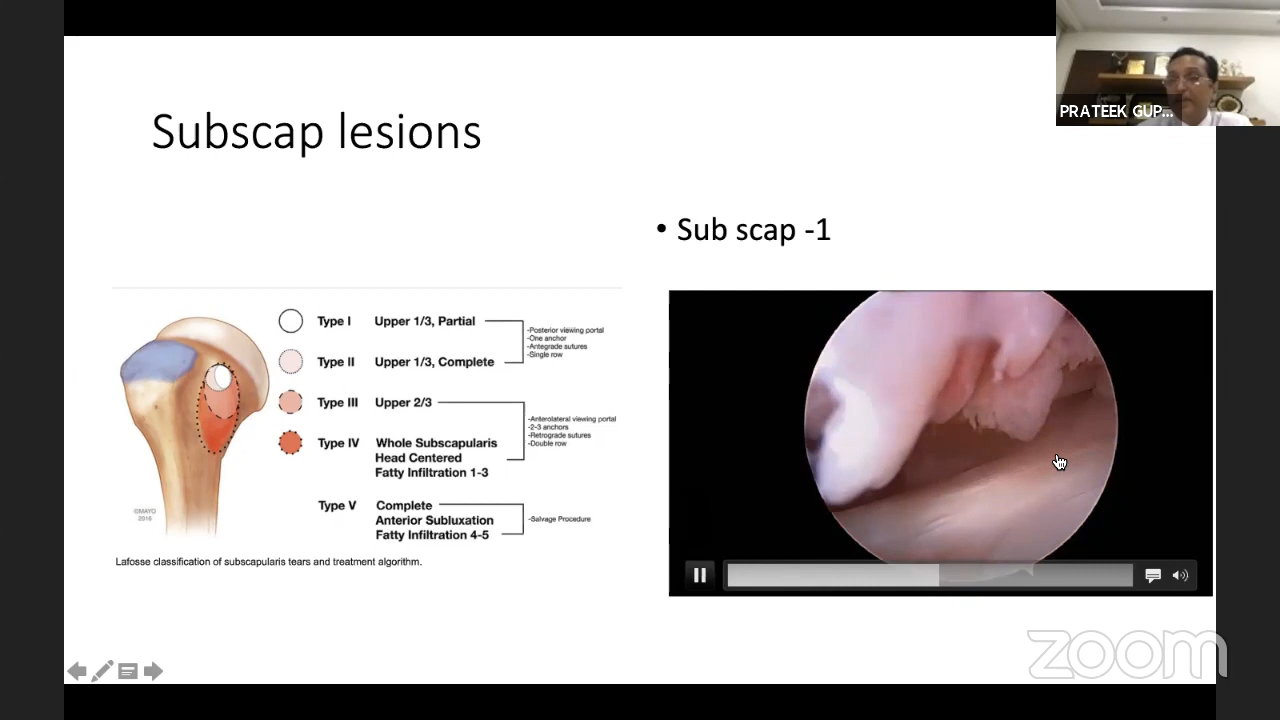 PRATEEK GUP...
Subscap lesions
• Sub scap -1
Type I Upper 1/3, Partial
-Posterior viewing portal
-One anchor
-Antegrade sutures
-Single row
Type II Upper 1/3, Complete
Type III Upper 2/3
-Anterolateral viewing portal
-2-3 anchors
-Retrograde sutures
-Double row
Type IV Whole Subscapularis
Head Centered
Fatty Infiltration 1-3
Type V Complete
Anterior Subluxation
Fatty Infiltration 4-5
-Salvage Procedure
©MAYO
2016
Lafosse classification of subscapularis tears and treatment algorithm.
zoom